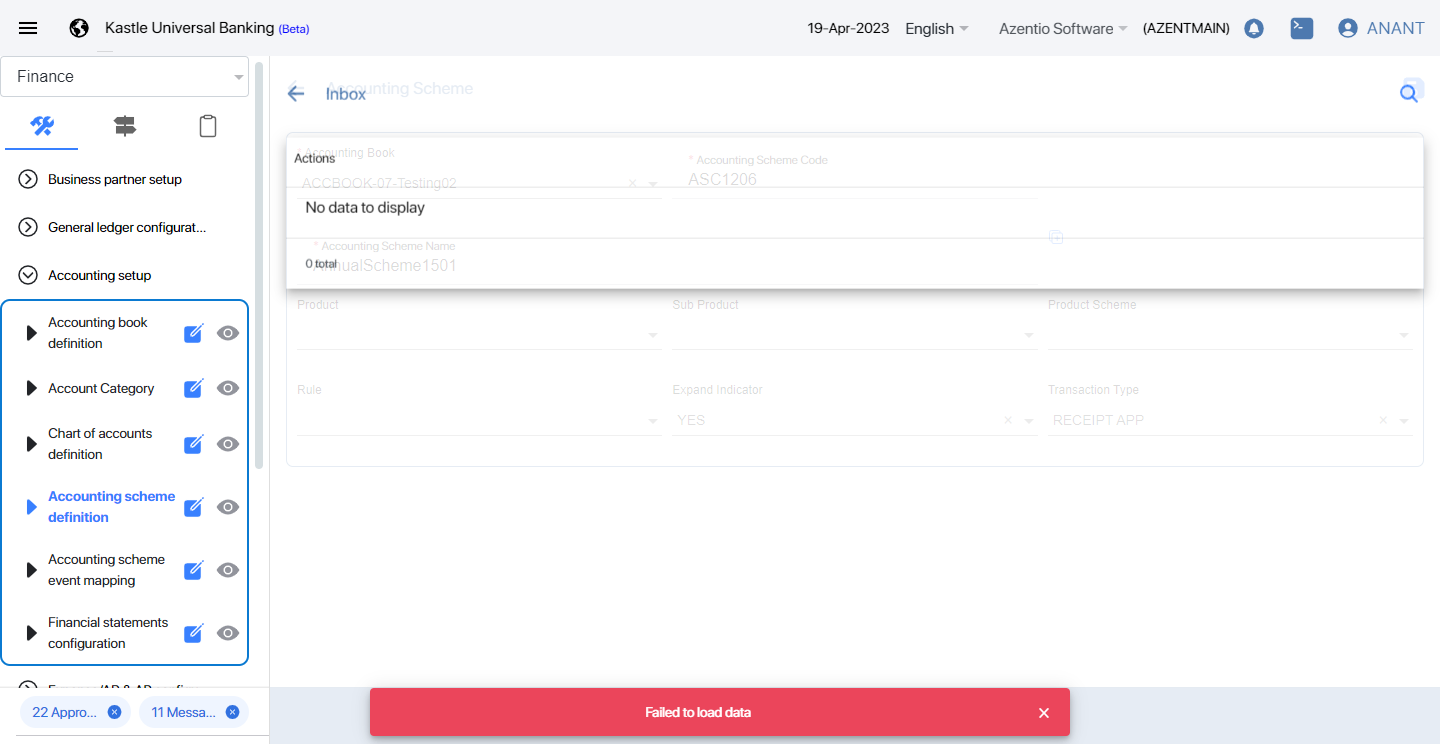 Kastle Universal Banking (Beta)
19-Apr-2023
English
Azentio Software
(AZENTMAIN)
ANANT
Finance
Business partner setup
General ledger configurat...
Accounting setup
Accounting book
definition
Account Category
Chart of accounts
definition
Accounting scheme
definition
Accounting scheme
event mapping
Financial statements
configuration
22 Appro...
11 Messa...
Accounting Scheme
Inbox
* Accounting Book
Actions
* Accounting Scheme Code
ACCBOOK-07-Testing02
ASC1206
No data to display
* Accounting Scheme Name
0 total
AnnualScheme1501
Product
Sub Product
Product Scheme
Rule
Expand Indicator
Transaction Type
YES
RECEIPT APP
Failed to load data